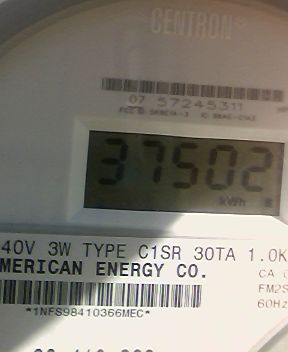 CENTRON®
07 57245311
37502
kWh
40V 3W TYPE C1SR 30TA 1.0K
MERICAN ENERGY CO.
CA
FM2S
60Hz
*1NFS98410366MEC*